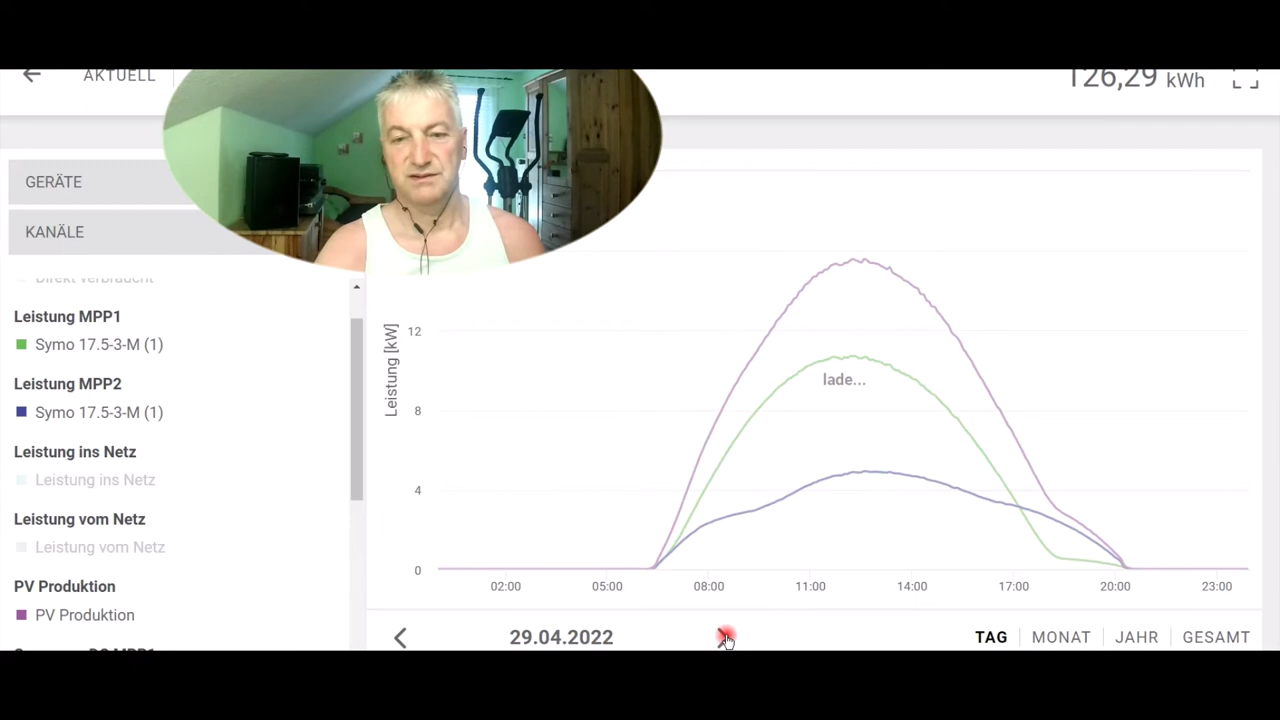 AKTUELL
126,29 kWh
GERÄTE
KANÄLE
Direkt verbraucht
Leistung MPP1
Symo 17.5-3-M (1)
Leistung MPP2
Symo 17.5-3-M (1)
Leistung ins Netz
Leistung ins Netz
Leistung vom Netz
Leistung vom Netz
PV Produktion
PV Produktion
Leistung [kW]
12
8
4
0
lade...
02:00 05:00 08:00 11:00 14:00 17:00 20:00 23:00
29.04.2022
TAG MONAT JAHR GESAMT